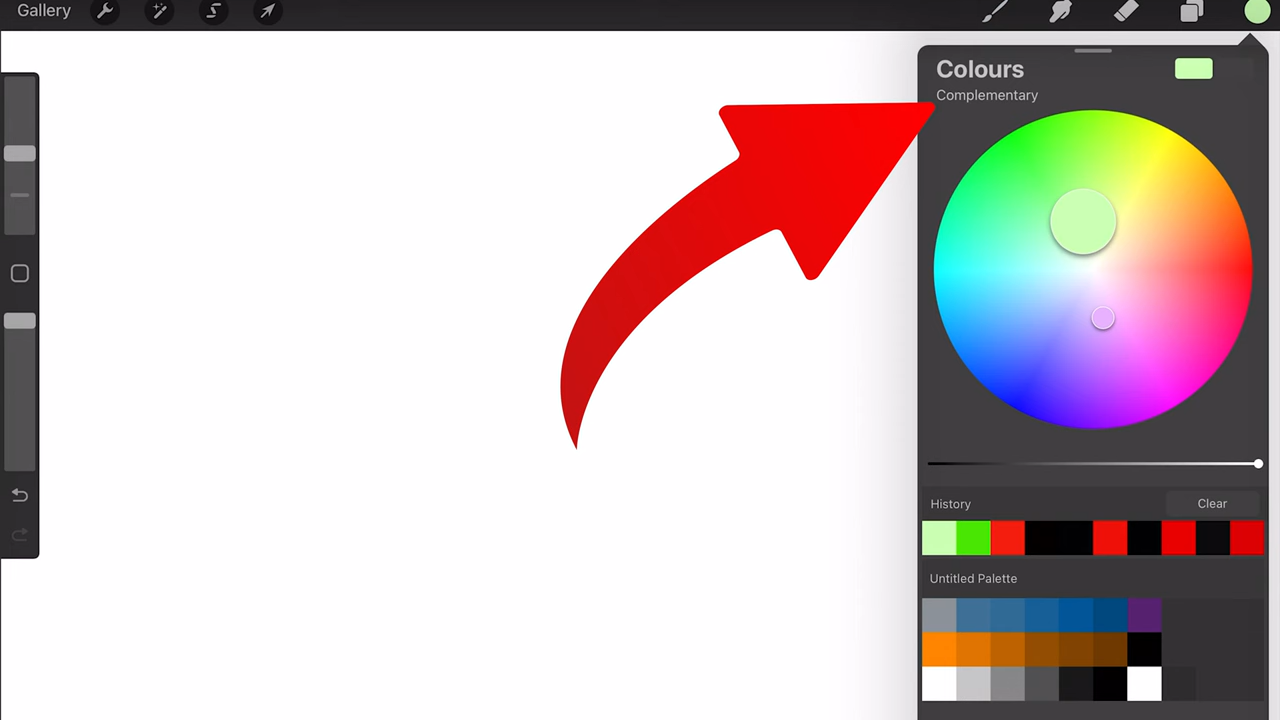 Gallery
Colours
Complementary
History
Clear
Untitled Palette